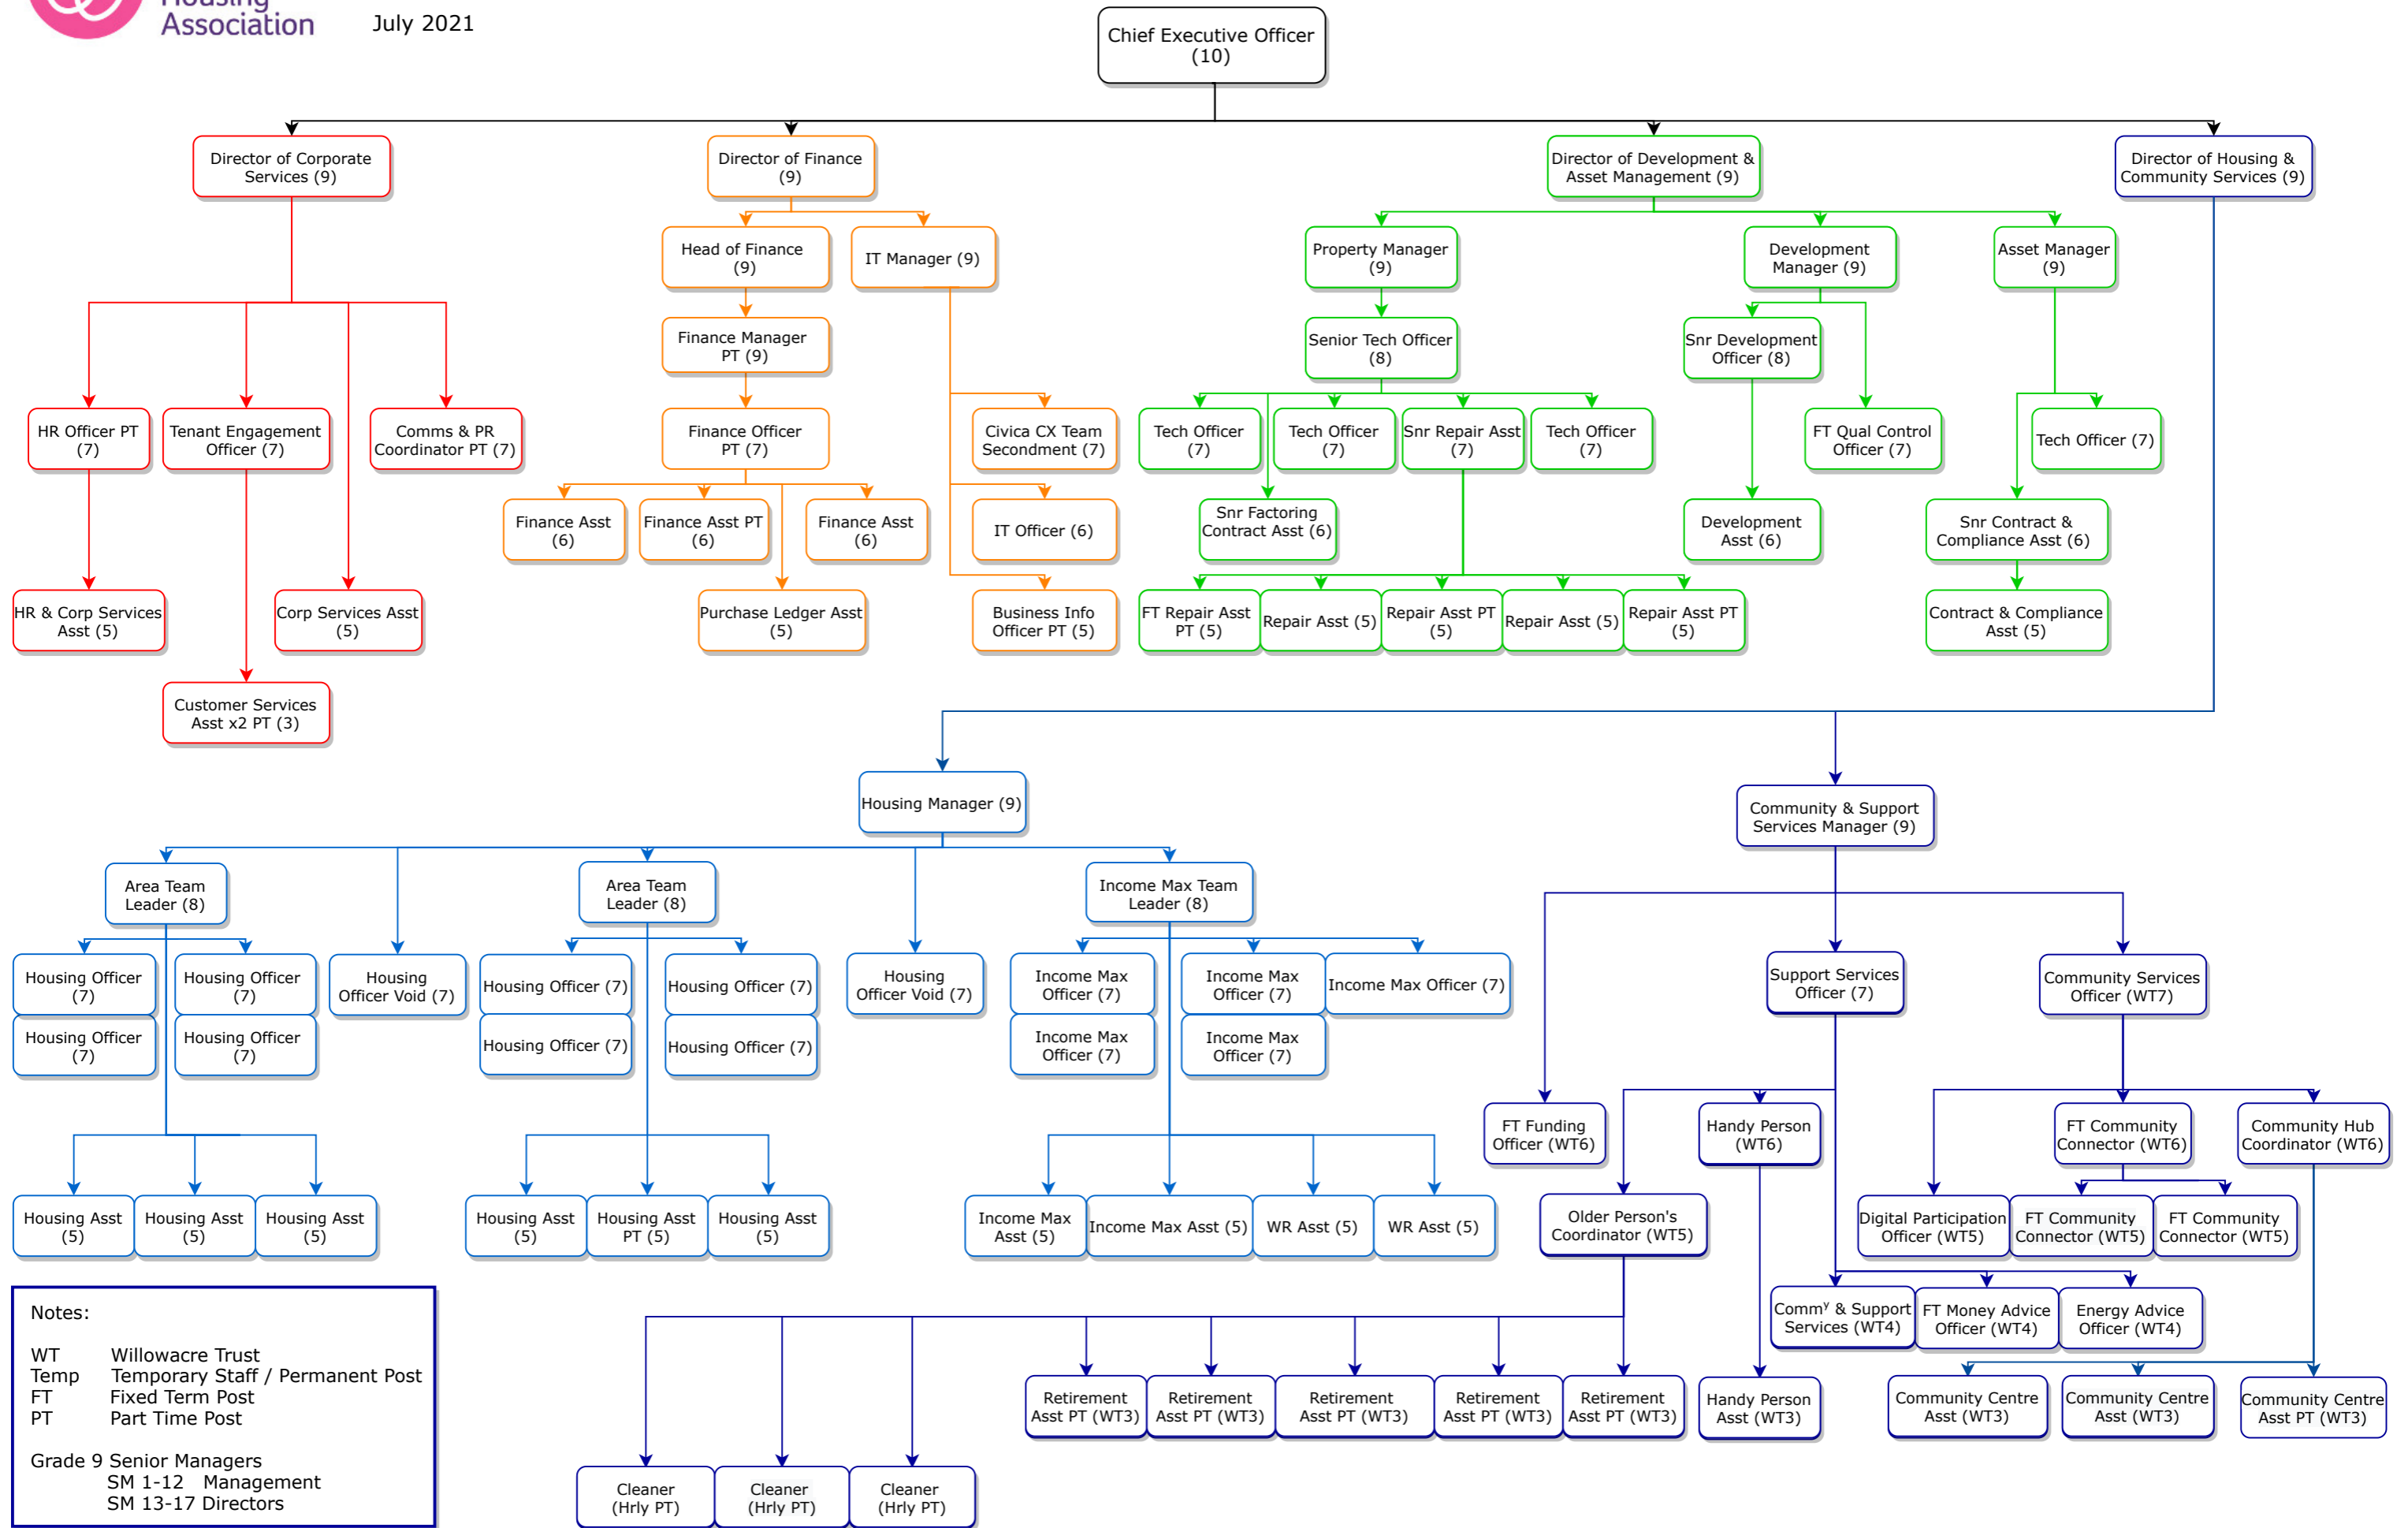 Housing
Association
July 2021
Chief Executive Officer
(10)
Director of Corporate
Services (9)
Director of Finance
(9)
Director of Development &
Asset Management (9)
Director of Housing &
Community Services (9)
Head of Finance
(9)
IT Manager (9)
Property Manager
(9)
Development
Manager (9)
Asset Manager
(9)
Finance Manager
PT (9)
Senior Tech Officer
(8)
Snr Development
Officer (8)
HR Officer PT
(7)
Tenant Engagement
Officer (7)
Comms & PR
Coordinator PT (7)
Finance Officer
PT (7)
Civica CX Team
Secondment (7)
Tech Officer
(7)
Tech Officer
(7)
Snr Repair Asst
(7)
Tech Officer
(7)
FT Qual Control
Officer (7)
Tech Officer (7)
Finance Asst
(6)
Finance Asst PT
(6)
Finance Asst
(6)
IT Officer (6)
Snr Factoring
Contract Asst (6)
Development
Asst (6)
Snr Contract &
Compliance Asst (6)
HR & Corp Services
Asst (5)
Corp Services Asst
(5)
Purchase Ledger Asst
(5)
Business Info
Officer PT (5)
FT Repair Asst
PT (5)
Repair Asst (5)
Repair Asst PT
(5)
Repair Asst (5)
Repair Asst PT
(5)
Contract & Compliance
Asst (5)
Customer Services
Asst x2 PT (3)
Housing Manager (9)
Community & Support
Services Manager (9)
Area Team
Leader (8)
Area Team
Leader (8)
Income Max Team
Leader (8)
Housing Officer
(7)
Housing Officer
(7)
Housing
Officer Void (7)
Housing Officer (7)
Housing Officer (7)
Housing
Officer Void (7)
Income Max
Officer (7)
Income Max
Officer (7)
Income Max Officer (7)
Support Services
Officer (7)
Community Services
Officer (WT7)
Housing Officer
(7)
Housing Officer
(7)
Housing Officer (7)
Housing Officer (7)
Income Max
Officer (7)
Income Max
Officer (7)
FT Funding
Officer (WT6)
Handy Person
(WT6)
FT Community
Connector (WT6)
Community Hub
Coordinator (WT6)
Housing Asst
(5)
Housing Asst
(5)
Housing Asst
(5)
Housing Asst
(5)
Housing Asst
PT (5)
Housing Asst
(5)
Income Max
Asst (5)
Income Max Asst (5)
WR Asst (5)
WR Asst (5)
Older Person's
Coordinator (WT5)
Digital Participation
Officer (WT5)
FT Community
Connector (WT5)
FT Community
Connector (WT5)
Commʸ & Support
Services (WT4)
FT Money Advice
Officer (WT4)
Energy Advice
Officer (WT4)
Retirement
Asst PT (WT3)
Retirement
Asst PT (WT3)
Retirement
Asst PT (WT3)
Retirement
Asst PT (WT3)
Retirement
Asst PT (WT3)
Handy Person
Asst (WT3)
Community Centre
Asst (WT3)
Community Centre
Asst (WT3)
Community Centre
Asst PT (WT3)
Cleaner
(Hrly PT)
Cleaner
(Hrly PT)
Cleaner
(Hrly PT)
Notes:
WT Willowacre Trust
Temp Temporary Staff / Permanent Post
FT Fixed Term Post
PT Part Time Post
Grade 9 Senior Managers
SM 1-12 Management
SM 13-17 Directors